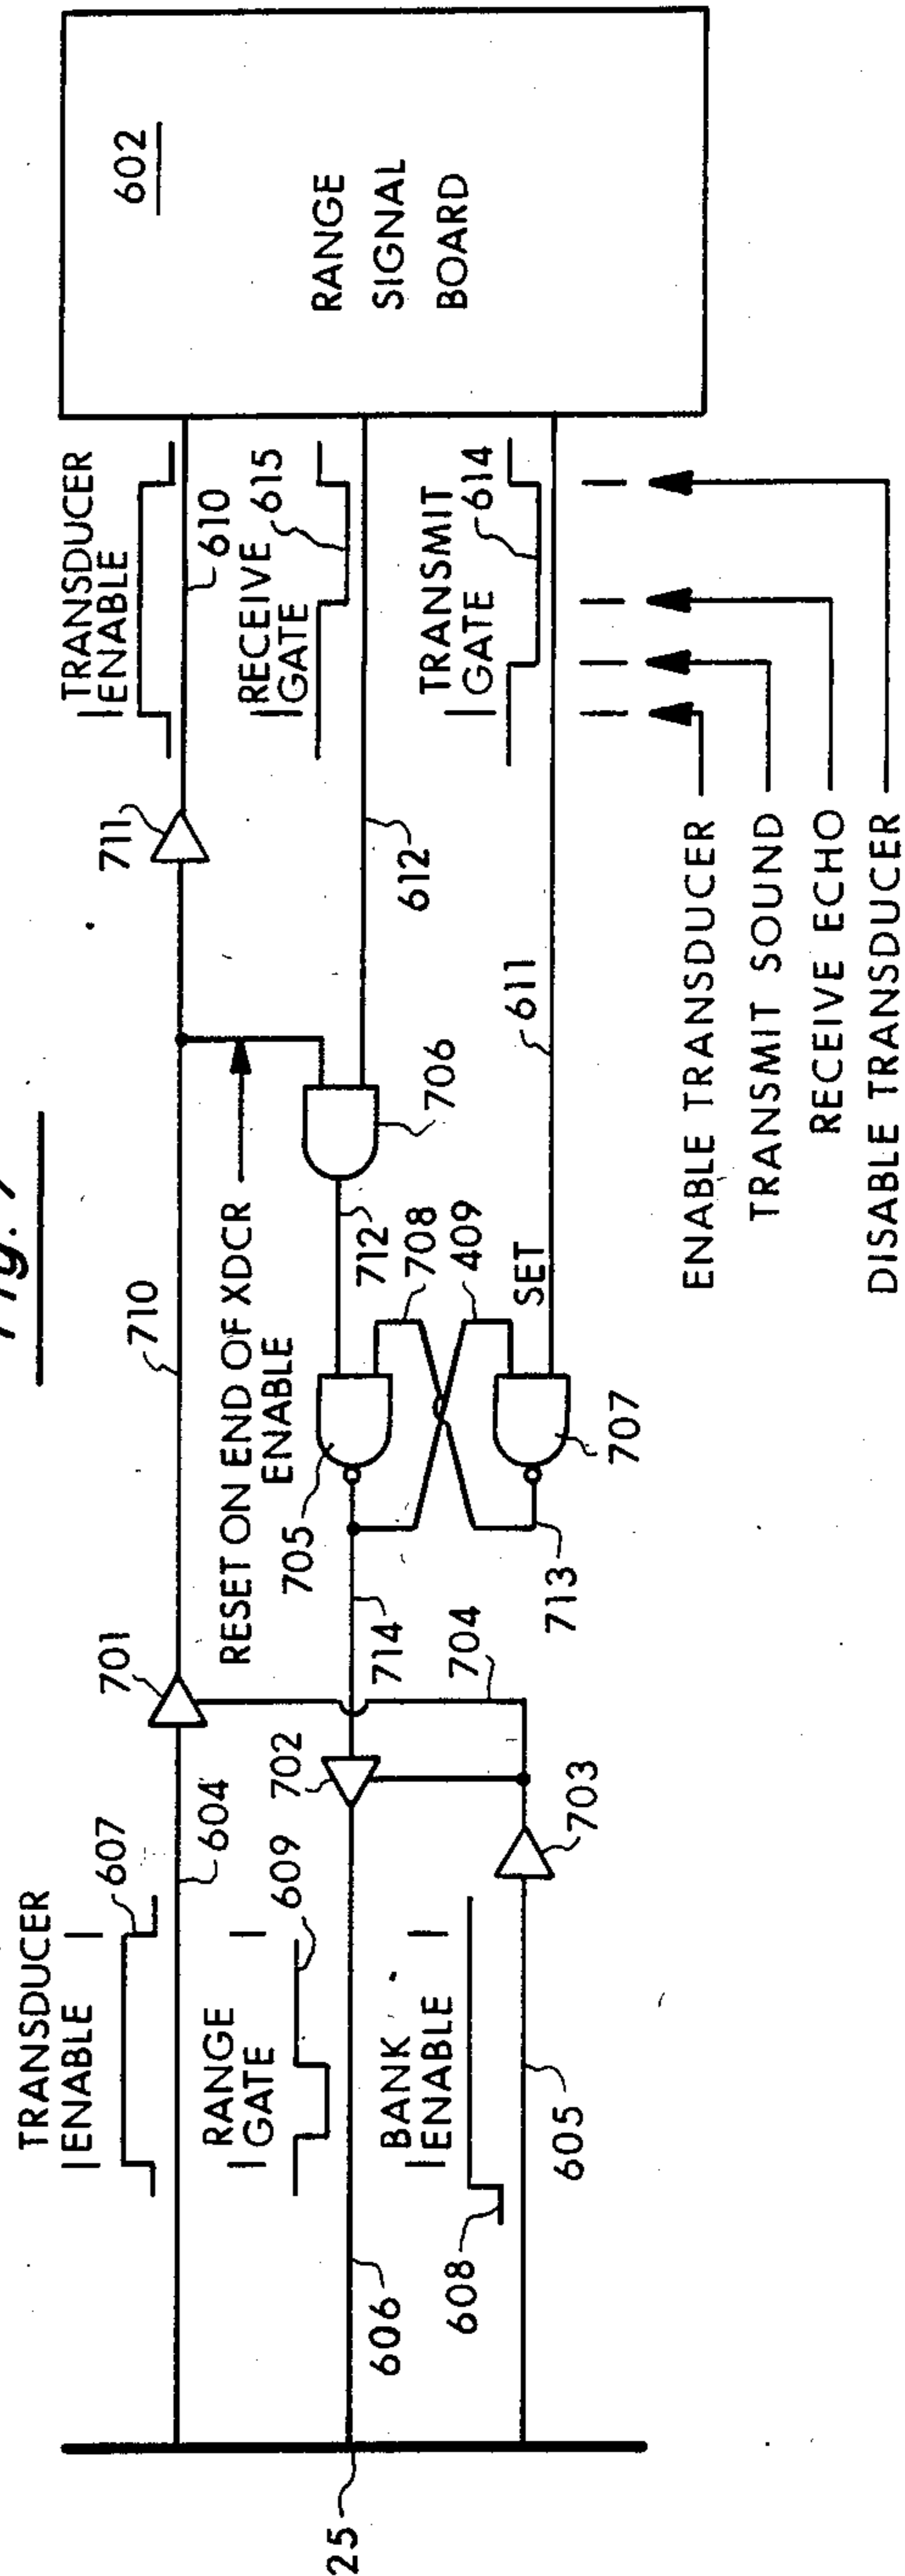 Fig. 7
TRANSDUCER
ENABLE
607
604
701
710
711
TRANSDUCER
ENABLE
610
602
RANGE
SIGNAL
BOARD
RANGE
GATE
609
606
702
714
705
RESET ON END OF XDCR
ENABLE
712
708
706
612
RECEIVE
GATE
615
BANK
ENABLE
608
605
703
704
713
707
409
SET
611
TRANSMIT
GATE
614
25
ENABLE TRANSDUCER
TRANSMIT SOUND
RECEIVE ECHO
DISABLE TRANSDUCER